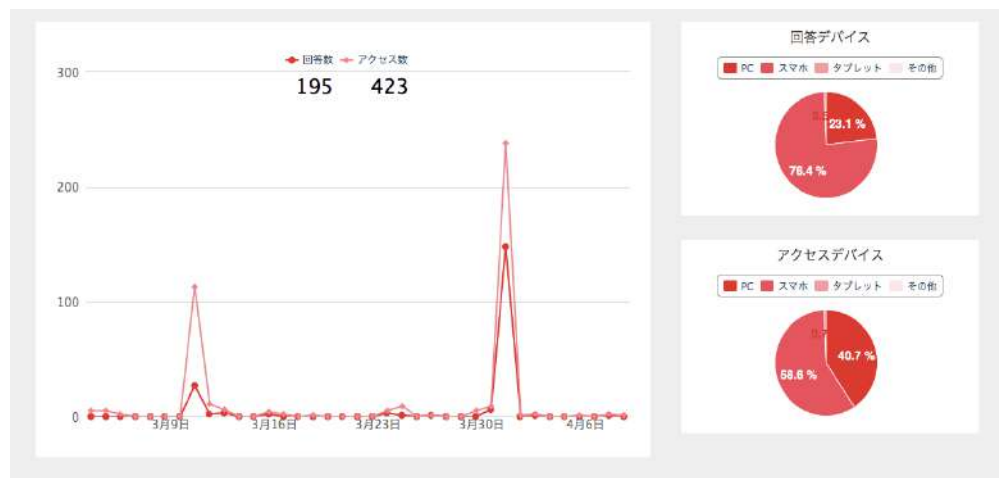 回答数 アクセス数
195 423
300
200
100
0
3月9日 3月16日 3月23日 3月30日 4月6日
回答デバイス
PC スマホ タブレット その他
23.1 %
76.4 %
アクセスデバイス
PC スマホ タブレット その他
0.7
40.7 %
58.6 %